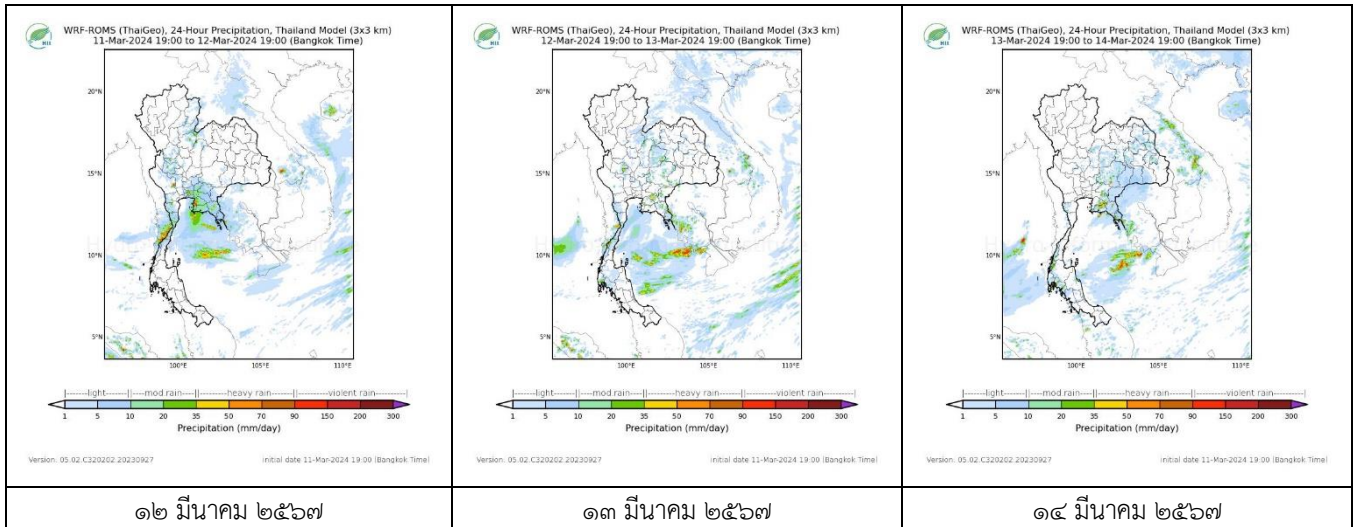 WRF-ROMS (ThaiGeo), 24-Hour Precipitation, Thailand Model (3x3 km)
11-Mar-2024 19:00 to 12-Mar-2024 19:00 (Bangkok Time)
20°N
15°N
10°N
5°N
100°E 105°E 110°E
light mod rain heavy rain violent rain
1 5 10 20 35 50 70 90 150 200 300
Precipitation (mm/day)
Version: 05.02.C320202.20230927 initial date 11-Mar-2024 19:00 (Bangkok Time)
๑๒ มีนาคม ๒๕๖๗
WRF-ROMS (ThaiGeo), 24-Hour Precipitation, Thailand Model (3x3 km)
12-Mar-2024 19:00 to 13-Mar-2024 19:00 (Bangkok Time)
20°N
15°N
10°N
5°N
100°E 105°E 110°E
light mod rain heavy rain violent rain
1 5 10 20 35 50 70 90 150 200 300
Precipitation (mm/day)
Version: 05.02.C320202.20230927 initial date 11-Mar-2024 19:00 (Bangkok Time)
๑๓ มีนาคม ๒๕๖๗
WRF-ROMS (ThaiGeo), 24-Hour Precipitation, Thailand Model (3x3 km)
13-Mar-2024 19:00 to 14-Mar-2024 19:00 (Bangkok Time)
20°N
15°N
10°N
5°N
100°E 105°E 110°E
light mod rain heavy rain violent rain
1 5 10 20 35 50 70 90 150 200 300
Precipitation (mm/day)
Version: 05.02.C320202.20230927 initial date 11-Mar-2024 19:00 (Bangkok Time)
๑๔ มีนาคม ๒๕๖๗